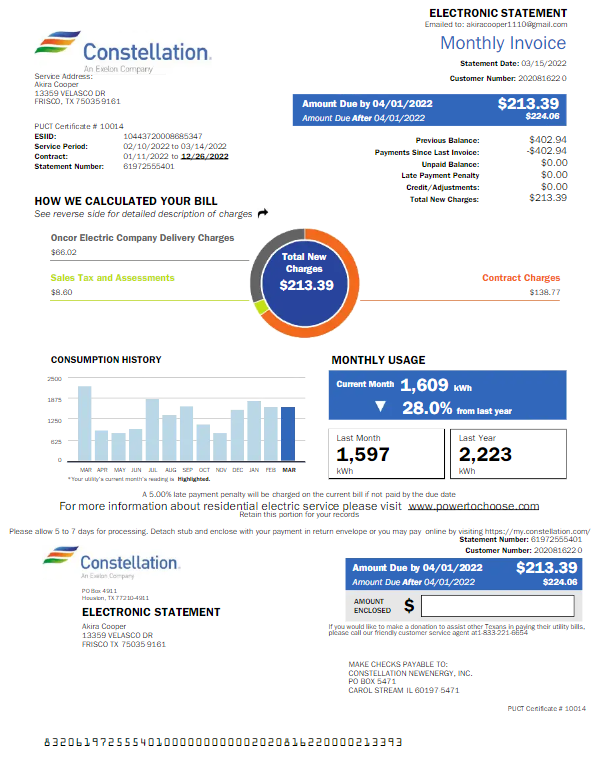 ELECTRONIC STATEMENT
Emailed to: akiracooper1110@gmail.com
Monthly Invoice
Constellation.
An Exelon Company
Statement Date: 03/15/2022
Customer Number: 202081622 0
Service Address:
Akira Cooper
13359 VELASCO DR
FRISCO, TX 75035 9161
Amount Due by 04/01/2022 $213.39
Amount Due After 04/01/2022 $224.06
PUCT Certificate # 10014
ESIID: 10443720008685347
Service Period: 02/10/2022 to 03/14/2022
Contract: 01/11/2022 to 12/26/2022
Statement Number: 61972555401
Previous Balance: $402.94
Payments Since Last Invoice: -$402.94
Unpaid Balance: $0.00
Late Payment Penalty $0.00
Credit/Adjustments: $0.00
Total New Charges: $213.39
HOW WE CALCULATED YOUR BILL
See reverse side for detailed description of charges
Oncor Electric Company Delivery Charges
$66.02
Sales Tax and Assessments
$8.60
Total New
Charges
$213.39
Contract Charges
$138.77
CONSUMPTION HISTORY
2500
1875
1250
625
0
MAR APR MAY JUN JUL AUG SEP OCT NOV DEC JAN FEB MAR
*Your utility's current month's reading is Highlighted.
MONTHLY USAGE
Current Month 1,609 kWh
28.0% from last year
Last Month
1,597
kWh
Last Year
2,223
kWh
A 5.00% late payment penalty will be charged on the current bill if not paid by the due date
For more information about residential electric service please visit www.powertochoose.com
Retain this portion for your records
Please allow 5 to 7 days for processing. Detach stub and enclose with your payment in return envelope or you may pay online by visiting https://my.constellation.com/
Statement Number: 61972555401
Customer Number: 202081622 0
Constellation.
An Exelon Company
PO Box 4911
Houston, TX 77210-4911
Amount Due by 04/01/2022 $213.39
Amount Due After 04/01/2022 $224.06
AMOUNT
ENCLOSED $
ELECTRONIC STATEMENT
Akira Cooper
13359 VELASCO DR
FRISCO TX 75035 9161
If you would like to make a donation to assist other Texans in paying their utility bills,
please call our friendly customer service agent at1-833-221-6654
MAKE CHECKS PAYABLE TO:
CONSTELLATION NEWENERGY, INC.
PO BOX 5471
CAROL STREAM IL 60197 5471
PUCT Certificate # 10014